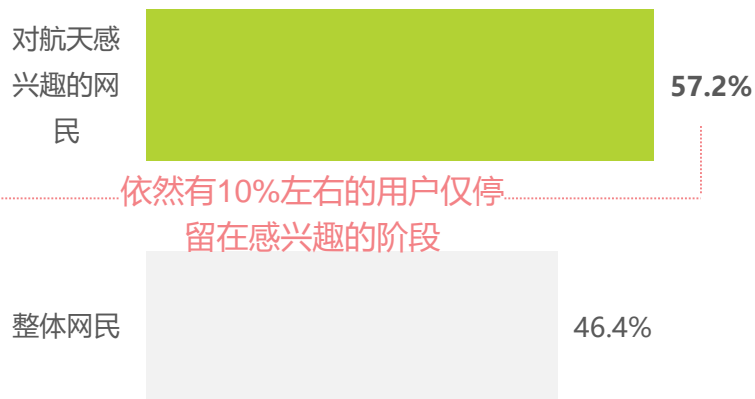 对航天感
兴趣的网
民
57.2%
依然有10%左右的用户仅停
留在感兴趣的阶段
整体网民
46.4%